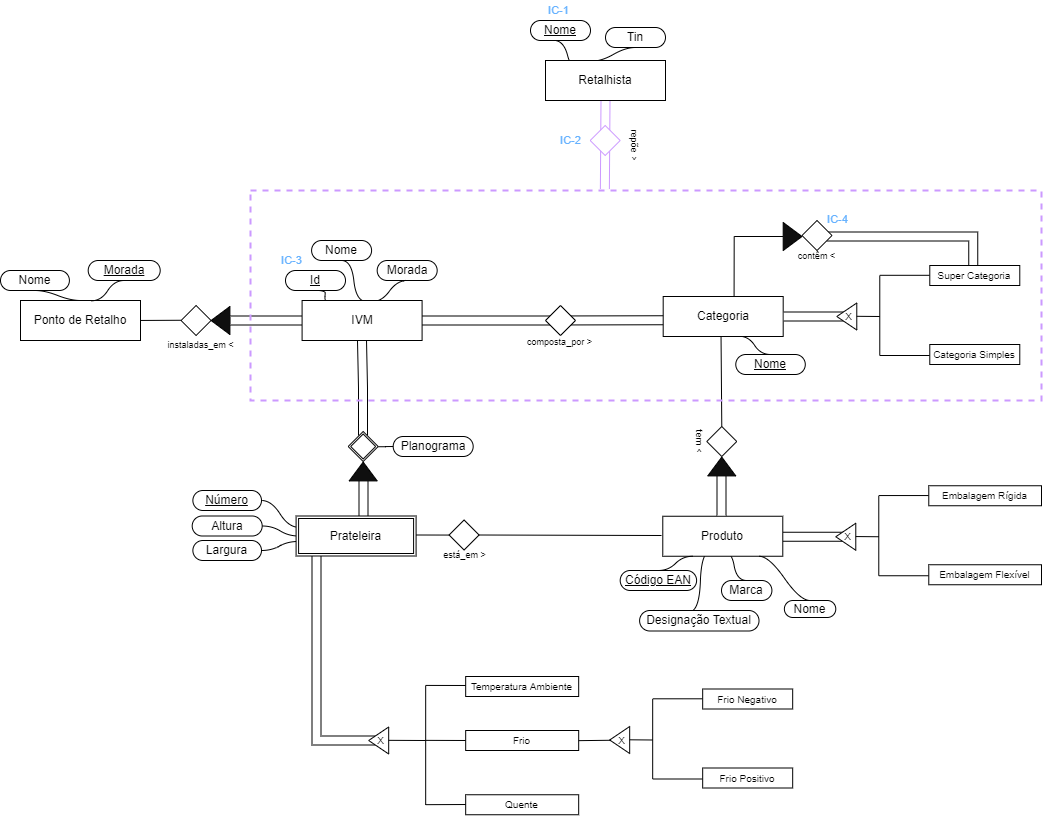 IC-1
Nome
Tin
Retalhista
IC-2
repõe >
IC-4
contém <
Super Categoria
IC-3
Nome
Id
Morada
Nome
Morada
Ponto de Retalho
instaladas_em <
IVM
composta_por >
Categoria
X
Categoria Simples
Nome
Planograma
tem <
Número
Altura
Largura
Prateleira
está_em >
Produto
X
Embalagem Rígida
Embalagem Flexível
Código EAN
Marca
Nome
Designação Textual
Temperatura Ambiente
X
Frio
X
Frio Negativo
Frio Positivo
Quente